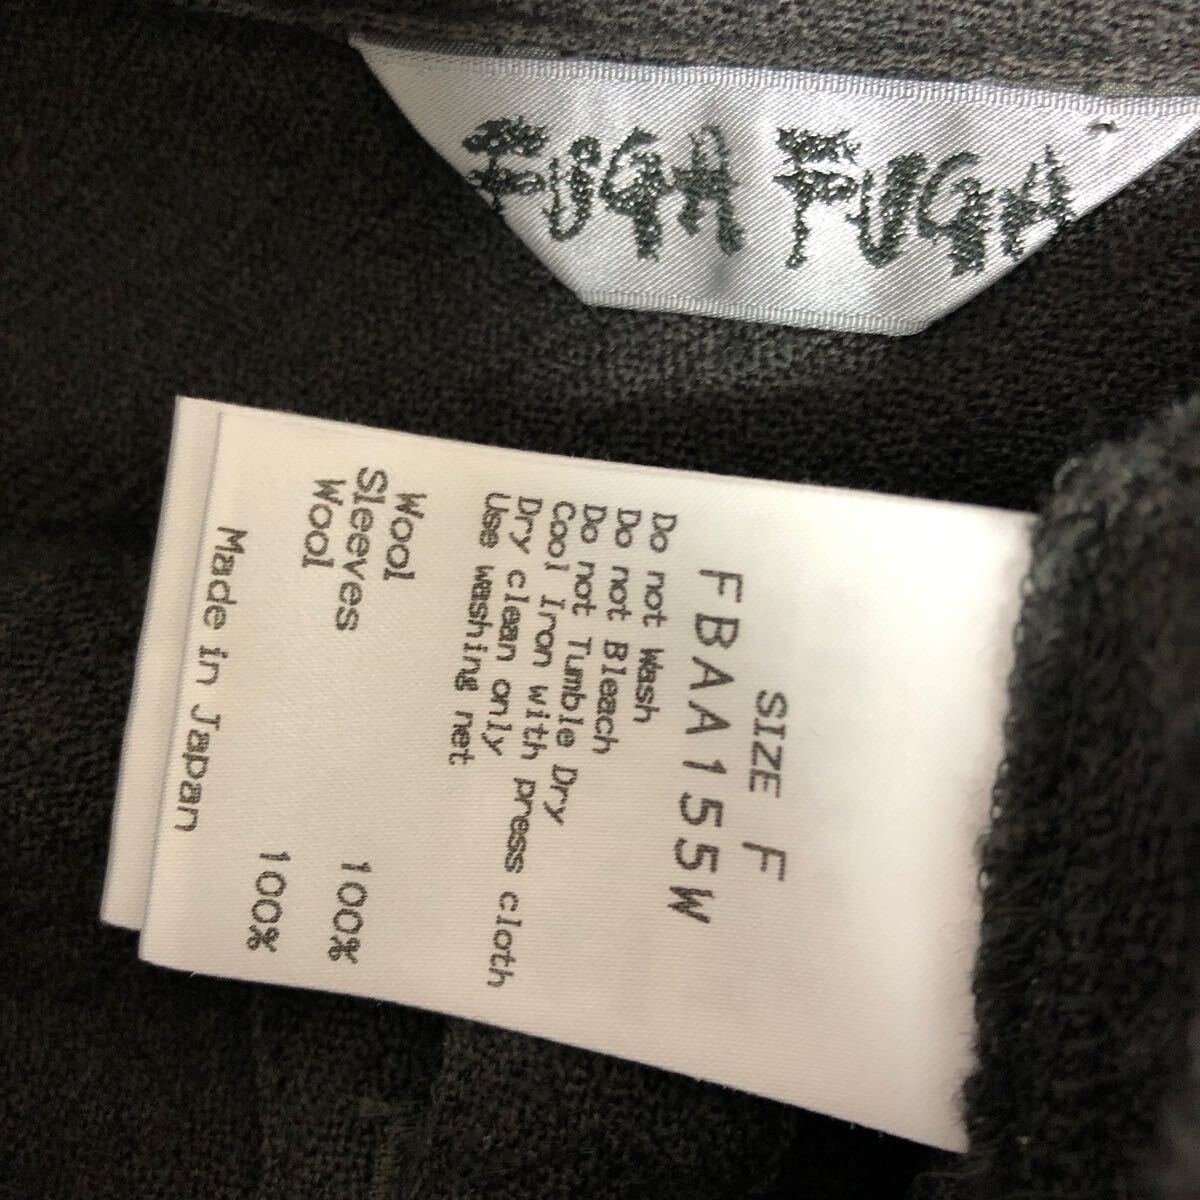 FUGA FUGA
SIZE F
FBAA155W
Do not Wash
Do not Bleach
Do not Tumble Dry
Cool Iron with press cloth
Dry clean only
Use washing net
Wool 100%
Sleeves
Wool 100%
Made in Japan